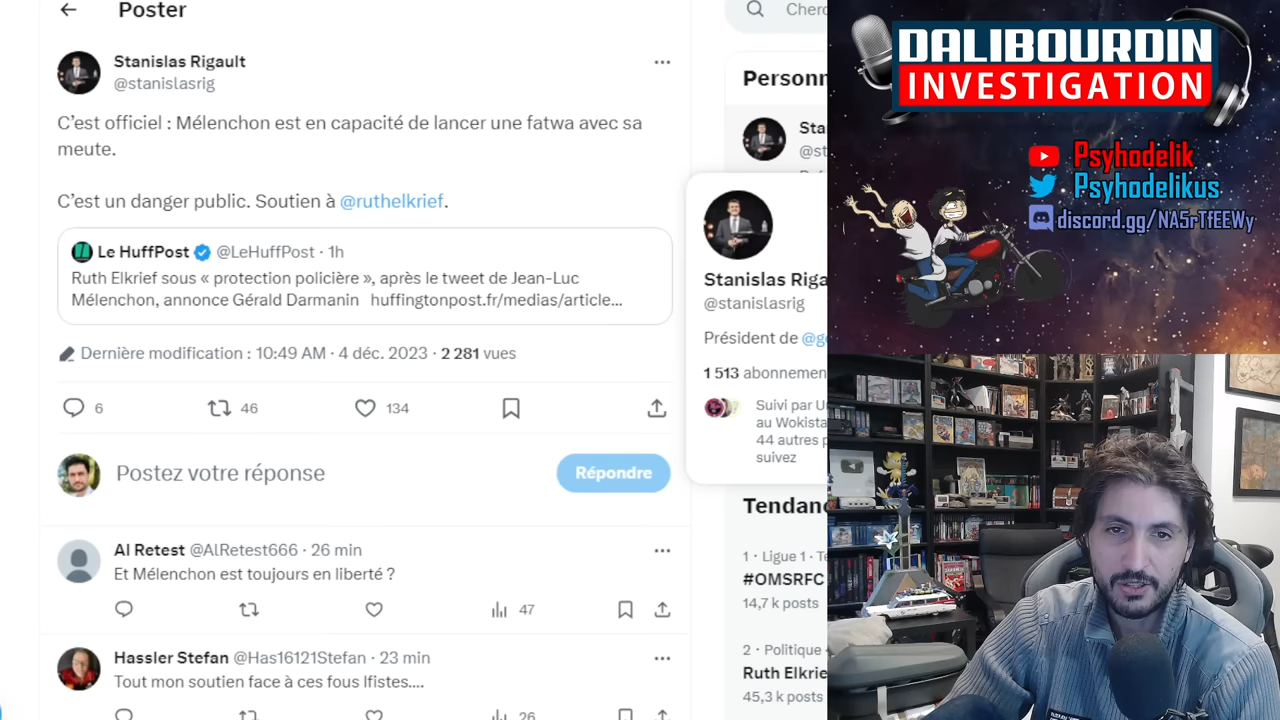 Poster
Cherc
Stanislas Rigault
@stanislasrig
C'est officiel : Mélenchon est en capacité de lancer une fatwa avec sa
meute.
C'est un danger public. Soutien à @ruthelkrief.
Le HuffPost @LeHuffPost · 1h
Ruth Elkrief sous « protection policière », après le tweet de Jean-Luc
Mélenchon, annonce Gérald Darmanin huffingtonpost.fr/medias/article...
Dernière modification : 10:49 AM · 4 déc. 2023 · 2 281 vues
6 46 134
Postez votre réponse
Répondre
Al Retest @AlRetest666 · 26 min
Et Mélenchon est toujours en liberté ?
47
Hassler Stefan @Has16121Stefan · 23 min
Tout mon soutien face à ces fous lfistes....
26
Personn
Sta
@st
Stanislas Riga
@stanislasrig
Président de @g
1 513 abonnemen
Suivi par U
au Wokista
44 autres p
suivez
Tendanc
1 · Ligue 1 · Te
#OMSRFC
14,7 k posts
2 · Politique
Ruth Elkrie
45,3 k posts
DALIBOURDIN
INVESTIGATION
Psyhodelik
Psyhodelikus
discord.gg/NA5rTfEEWy